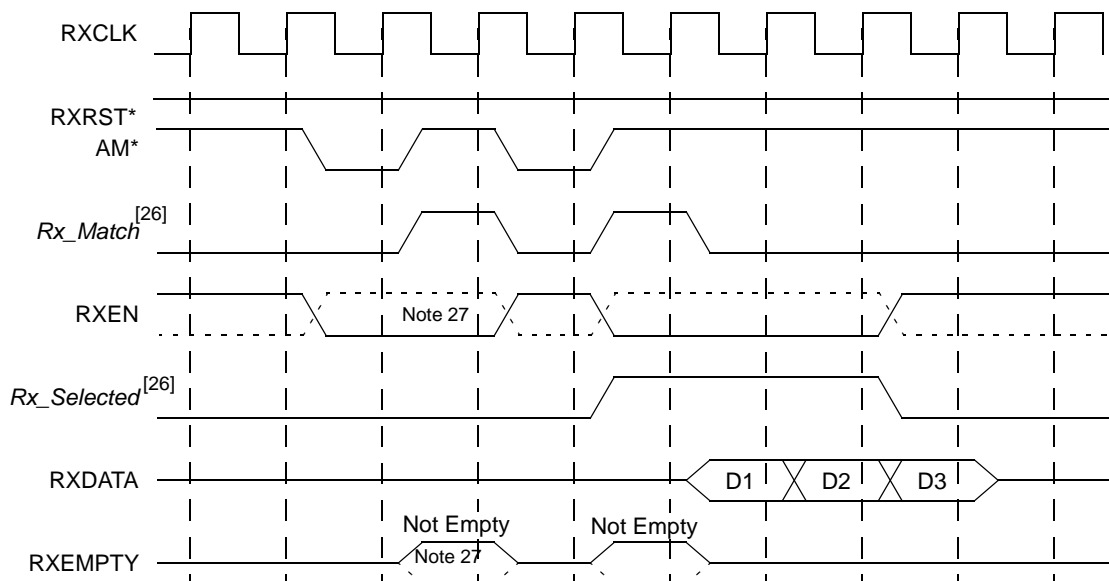 RXCLK
RXRST*
AM*
Rx_Match[26]
RXEN
Note 27
Rx_Selected[26]
RXDATA
D1 D2 D3
Not Empty Not Empty
Note 27
RXEMPTY